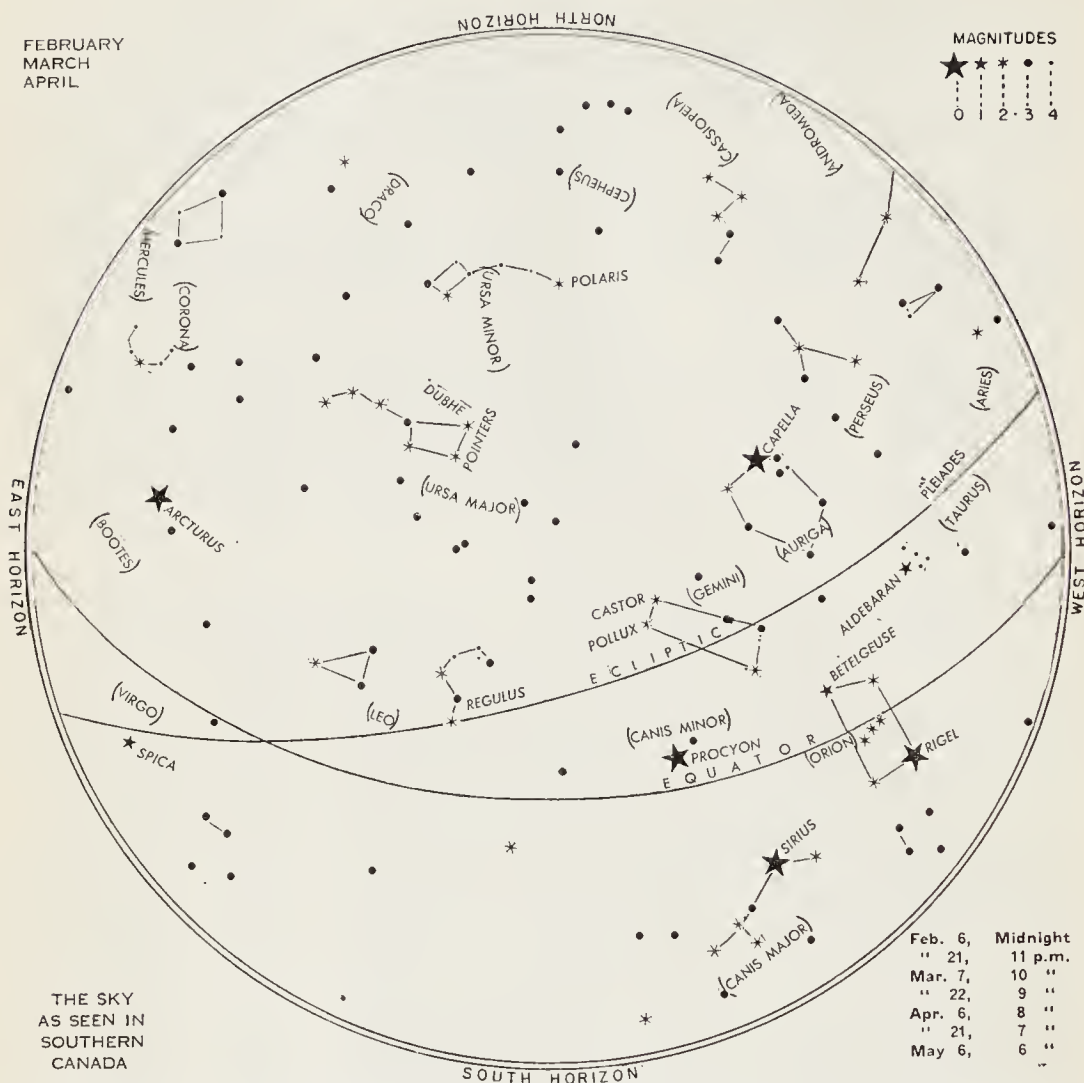 FEBRUARY
MARCH
APRIL
NORTH HORIZON
MAGNITUDES
0 1 2 · 3 4
(CASSIOPEIA)
(ANDROMEDA)
(DRACO)
(CEPHEUS)
HERCULES)
(CORONA)
(URSA MINOR)
POLARIS
DUBHE
POINTERS
(PERSEUS)
(ARIES)
CAPELLA
PLEIADES
(TAURUS)
(URSA MAJOR)
(AURIGA)
EAST HORIZON
WEST HORIZON
ARCTURUS
(BOOTES)
(GEMINI)
CASTOR
POLLUX
ALDEBARAN
BETELGEUSE
ECLIPTIC
REGULUS
(LEO)
(VIRGO)
SPICA
(CANIS MINOR)
PROCYON
EQUATOR
(ORION)
RIGEL
SIRIUS
(CANIS MAJOR)
Feb. 6, Midnight
" 21, 11 p.m.
Mar. 7, 10 "
" 22, 9 "
Apr. 6, 8 "
" 21, 7 "
May 6, 6 "
THE SKY
AS SEEN IN
SOUTHERN
CANADA
SOUTH HORIZON